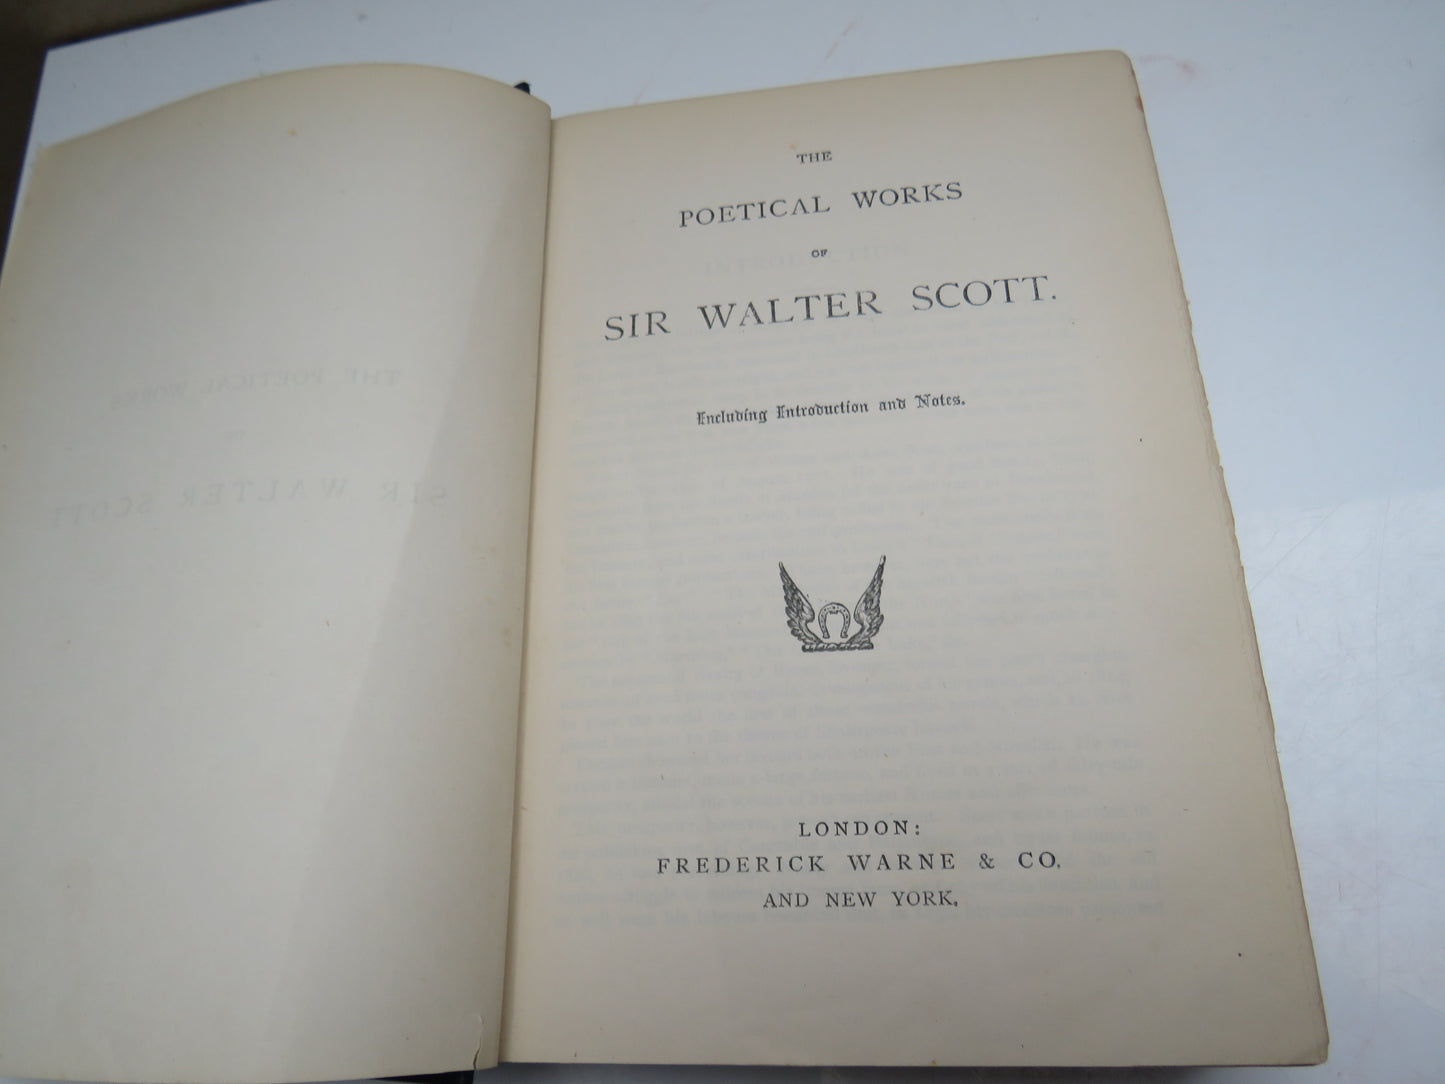 THE
POETICAL WORKS
OF
SIR WALTER SCOTT.
Including Introduction and Notes.
LONDON:
FREDERICK WARNE & CO.
AND NEW YORK.